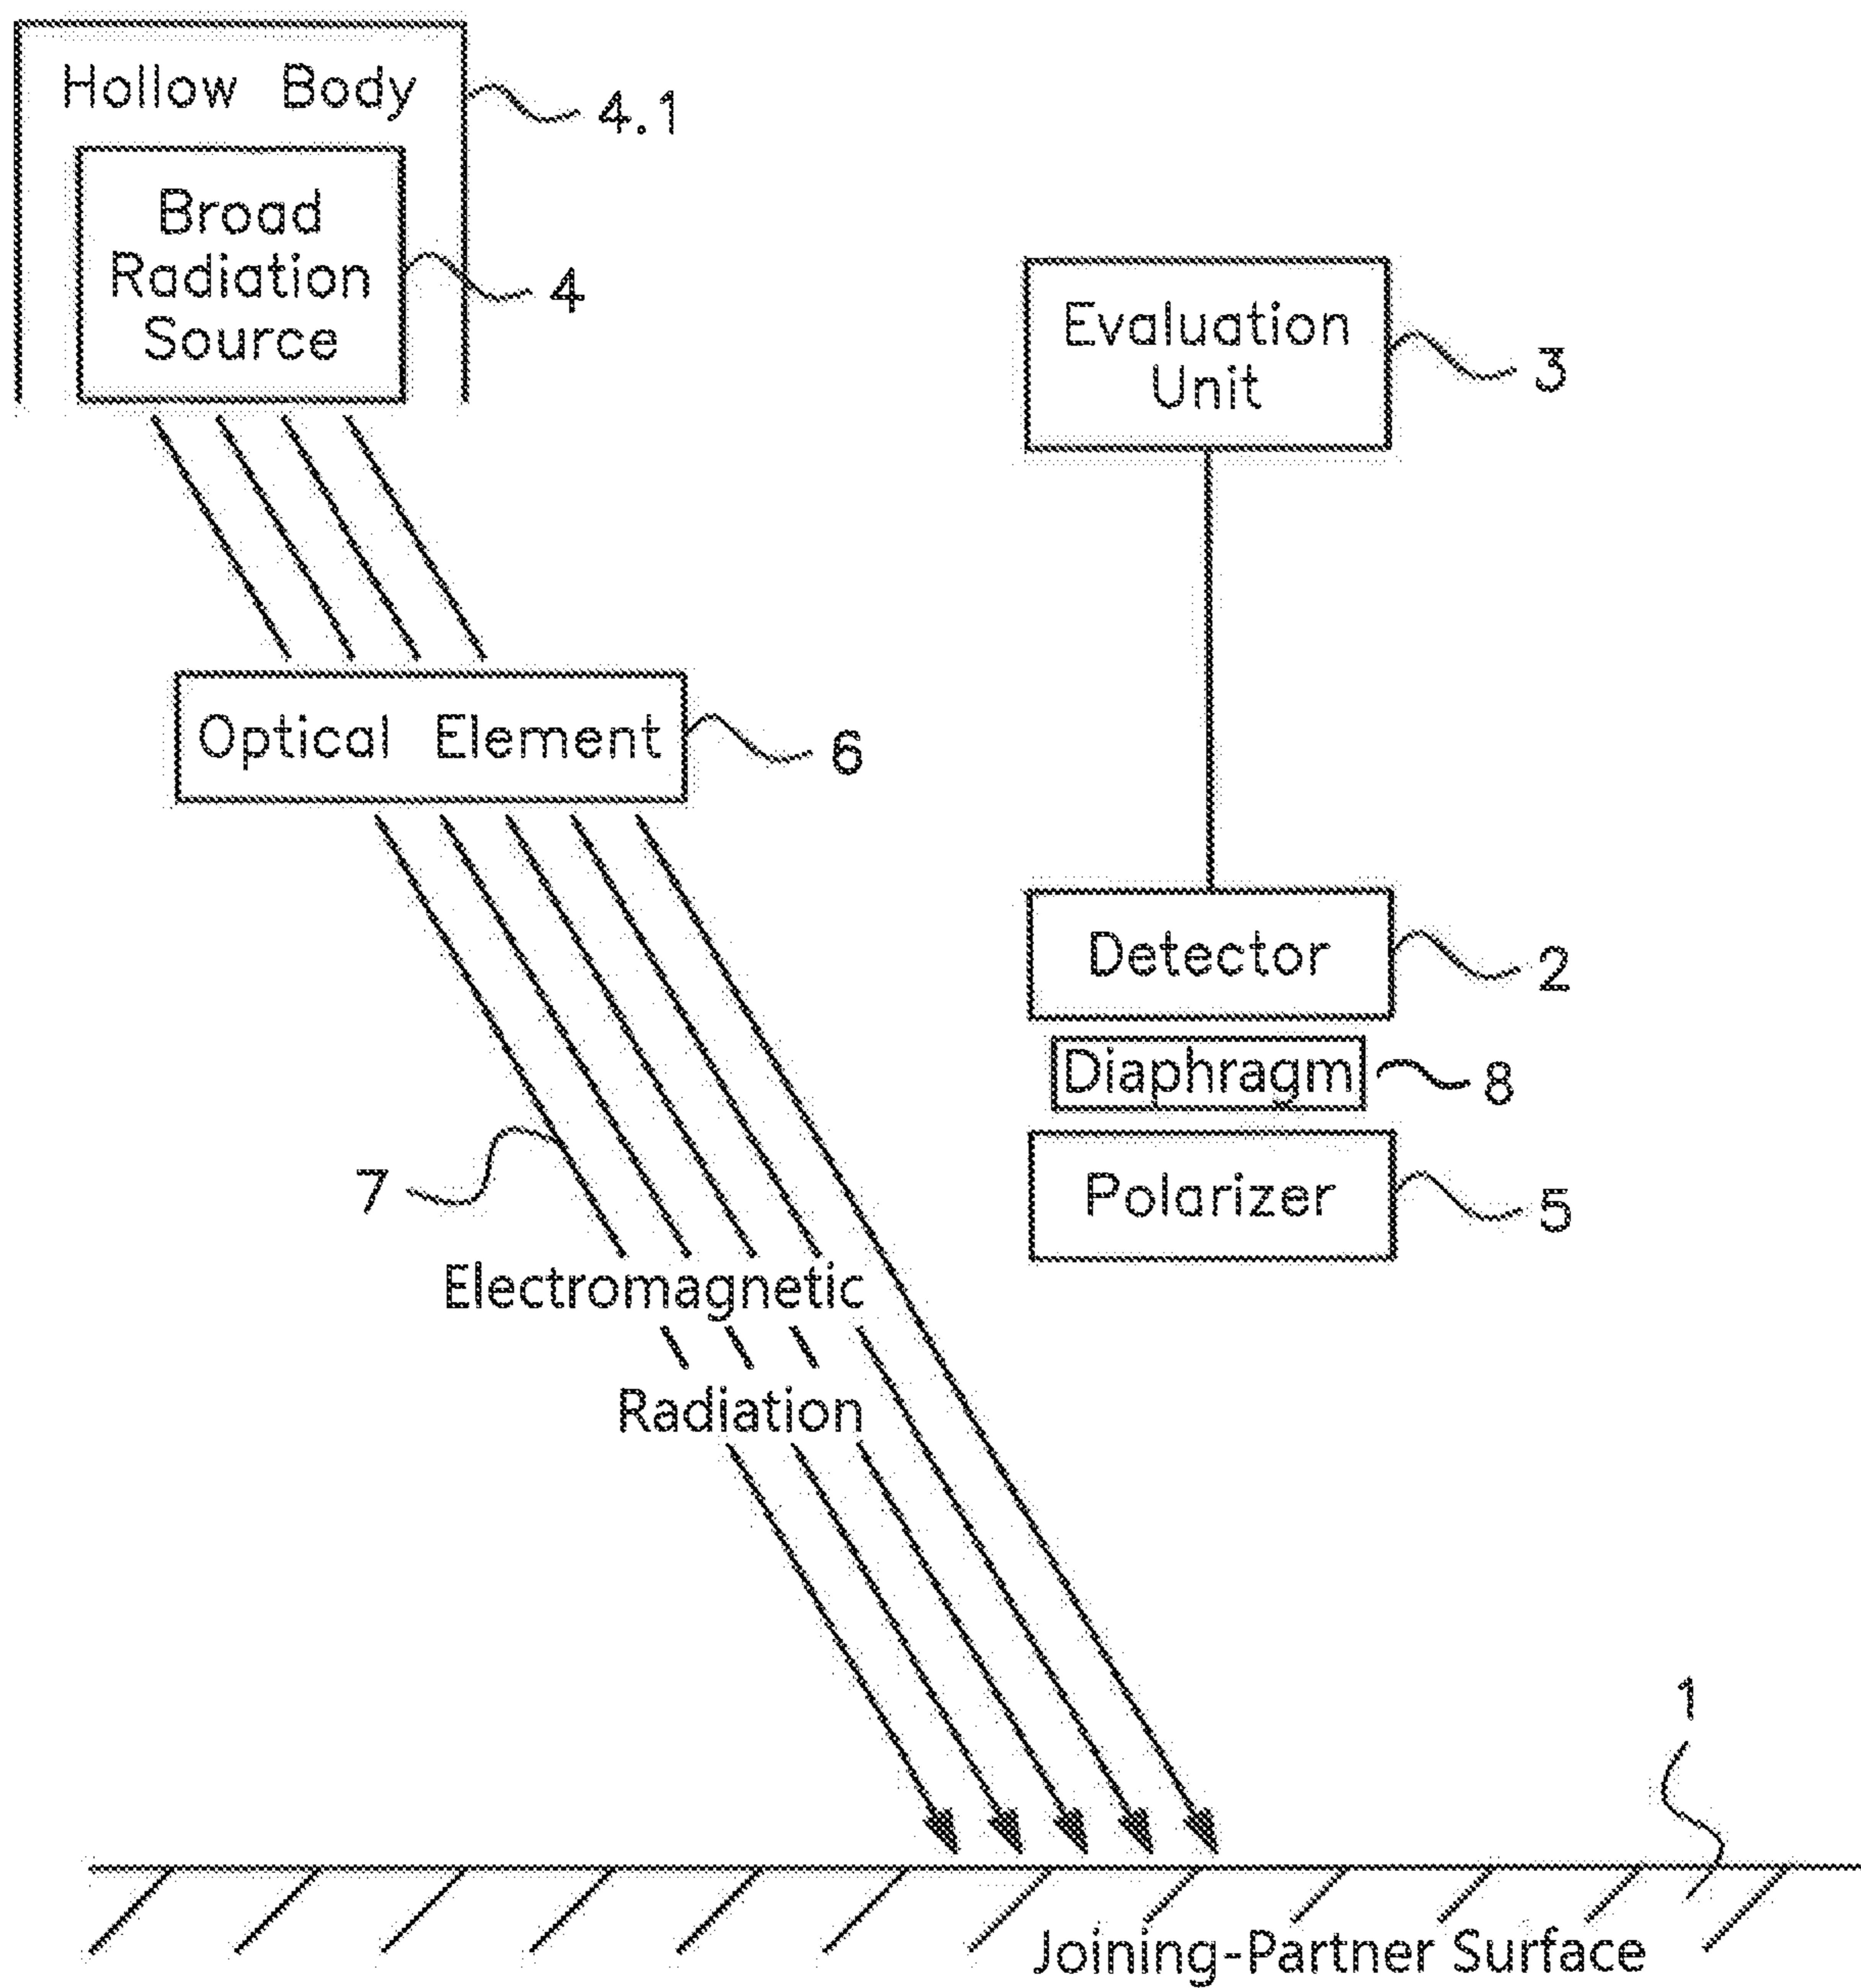 Hollow Body
4.1
Broad
Radiation
Source
4
Evaluation
Unit
3
Optical Element
6
Detector
2
Diaphragm
8
Polarizer
5
7
Electromagnetic
Radiation
1
Joining-Partner Surface